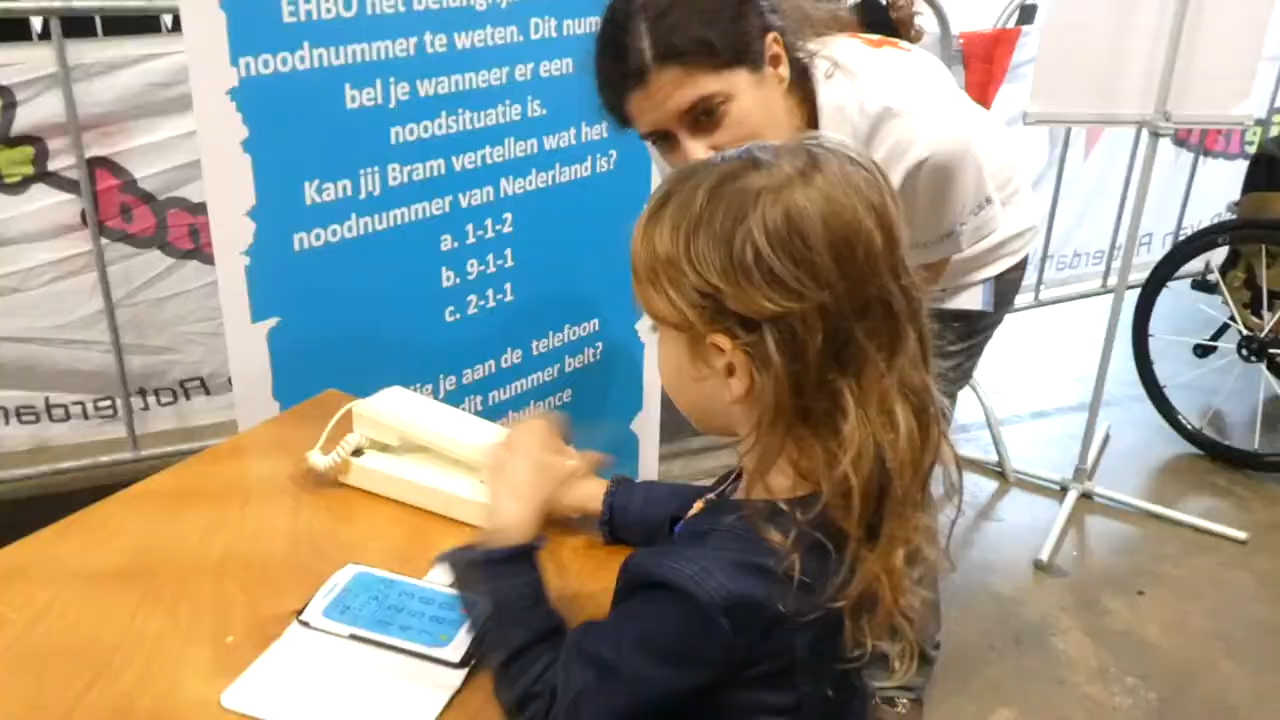 EHBO het
noodnummer te weten. Dit num
bel je wanneer er een
noodsituatie is.
Kan jij Bram vertellen wat het
noodnummer van Nederland is?
a. 1-1-2
b. 9-1-1
c. 2-1-1
je aan de telefoon
dit nummer belt?